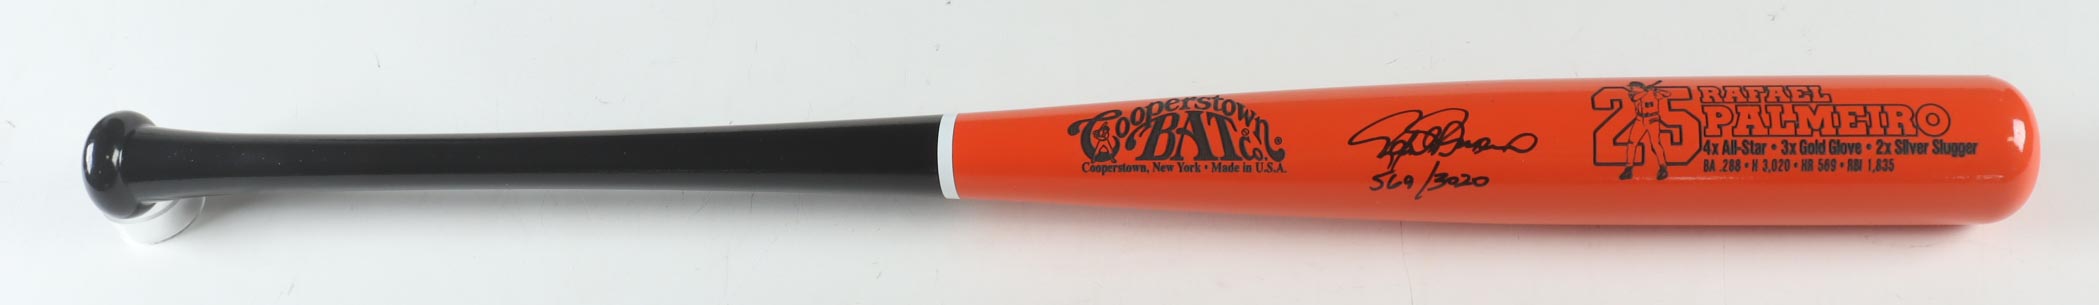 Cooperstown
BAT Co.®
Cooperstown, New York • Made in U.S.A.
569/3020
25
RAFAEL
PALMEIRO
4x All-Star • 3x Gold Glove • 2x Silver Slugger
BA .288 • H 3,020 • HR 569 • RBI 1,835